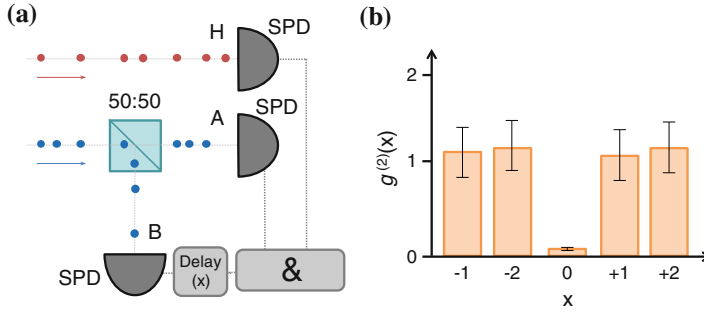 (a)
H
SPD
50:50
A
SPD
B
SPD
Delay
(x)
&
(b)
2
1
0
g⁽²⁾(x)
-1
-2
0
+1
+2
x